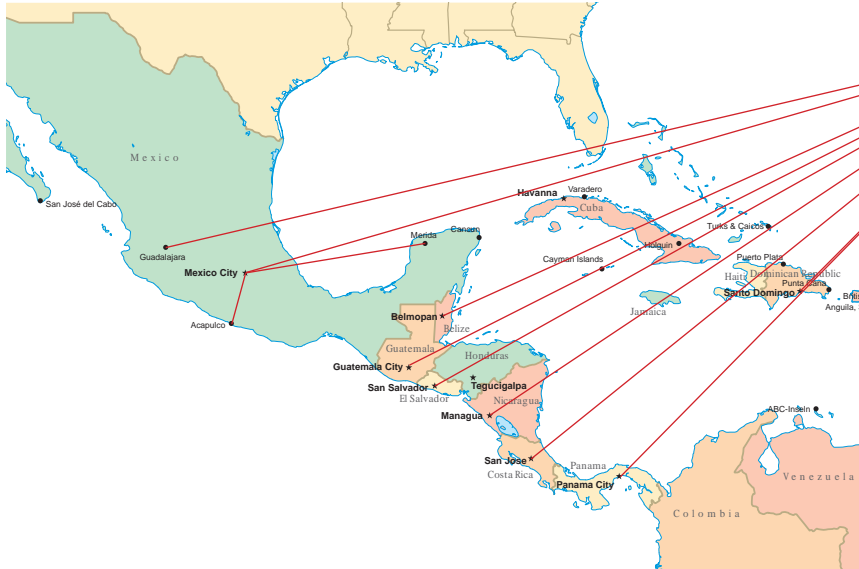 Mexico
San José del Cabo
Havanna
Varadero
Cuba
Turks & Caicos
Cancun
Merida
Guadalajara
Holguin
Puerto Plata
Cayman Islands
Mexico City
Haiti
Dominican Republic
Punta Cana
Santo Domingo
Anguila,
Jamaica
Belmopan
Belize
Acapulco
Guatemala
Honduras
Guatemala City
San Salvador
Tegucigalpa
El Salvador
Nicaragua
ABC-Inseln
Managua
San Jose
Panama
Costa Rica
Panama City
Venezuela
Colombia